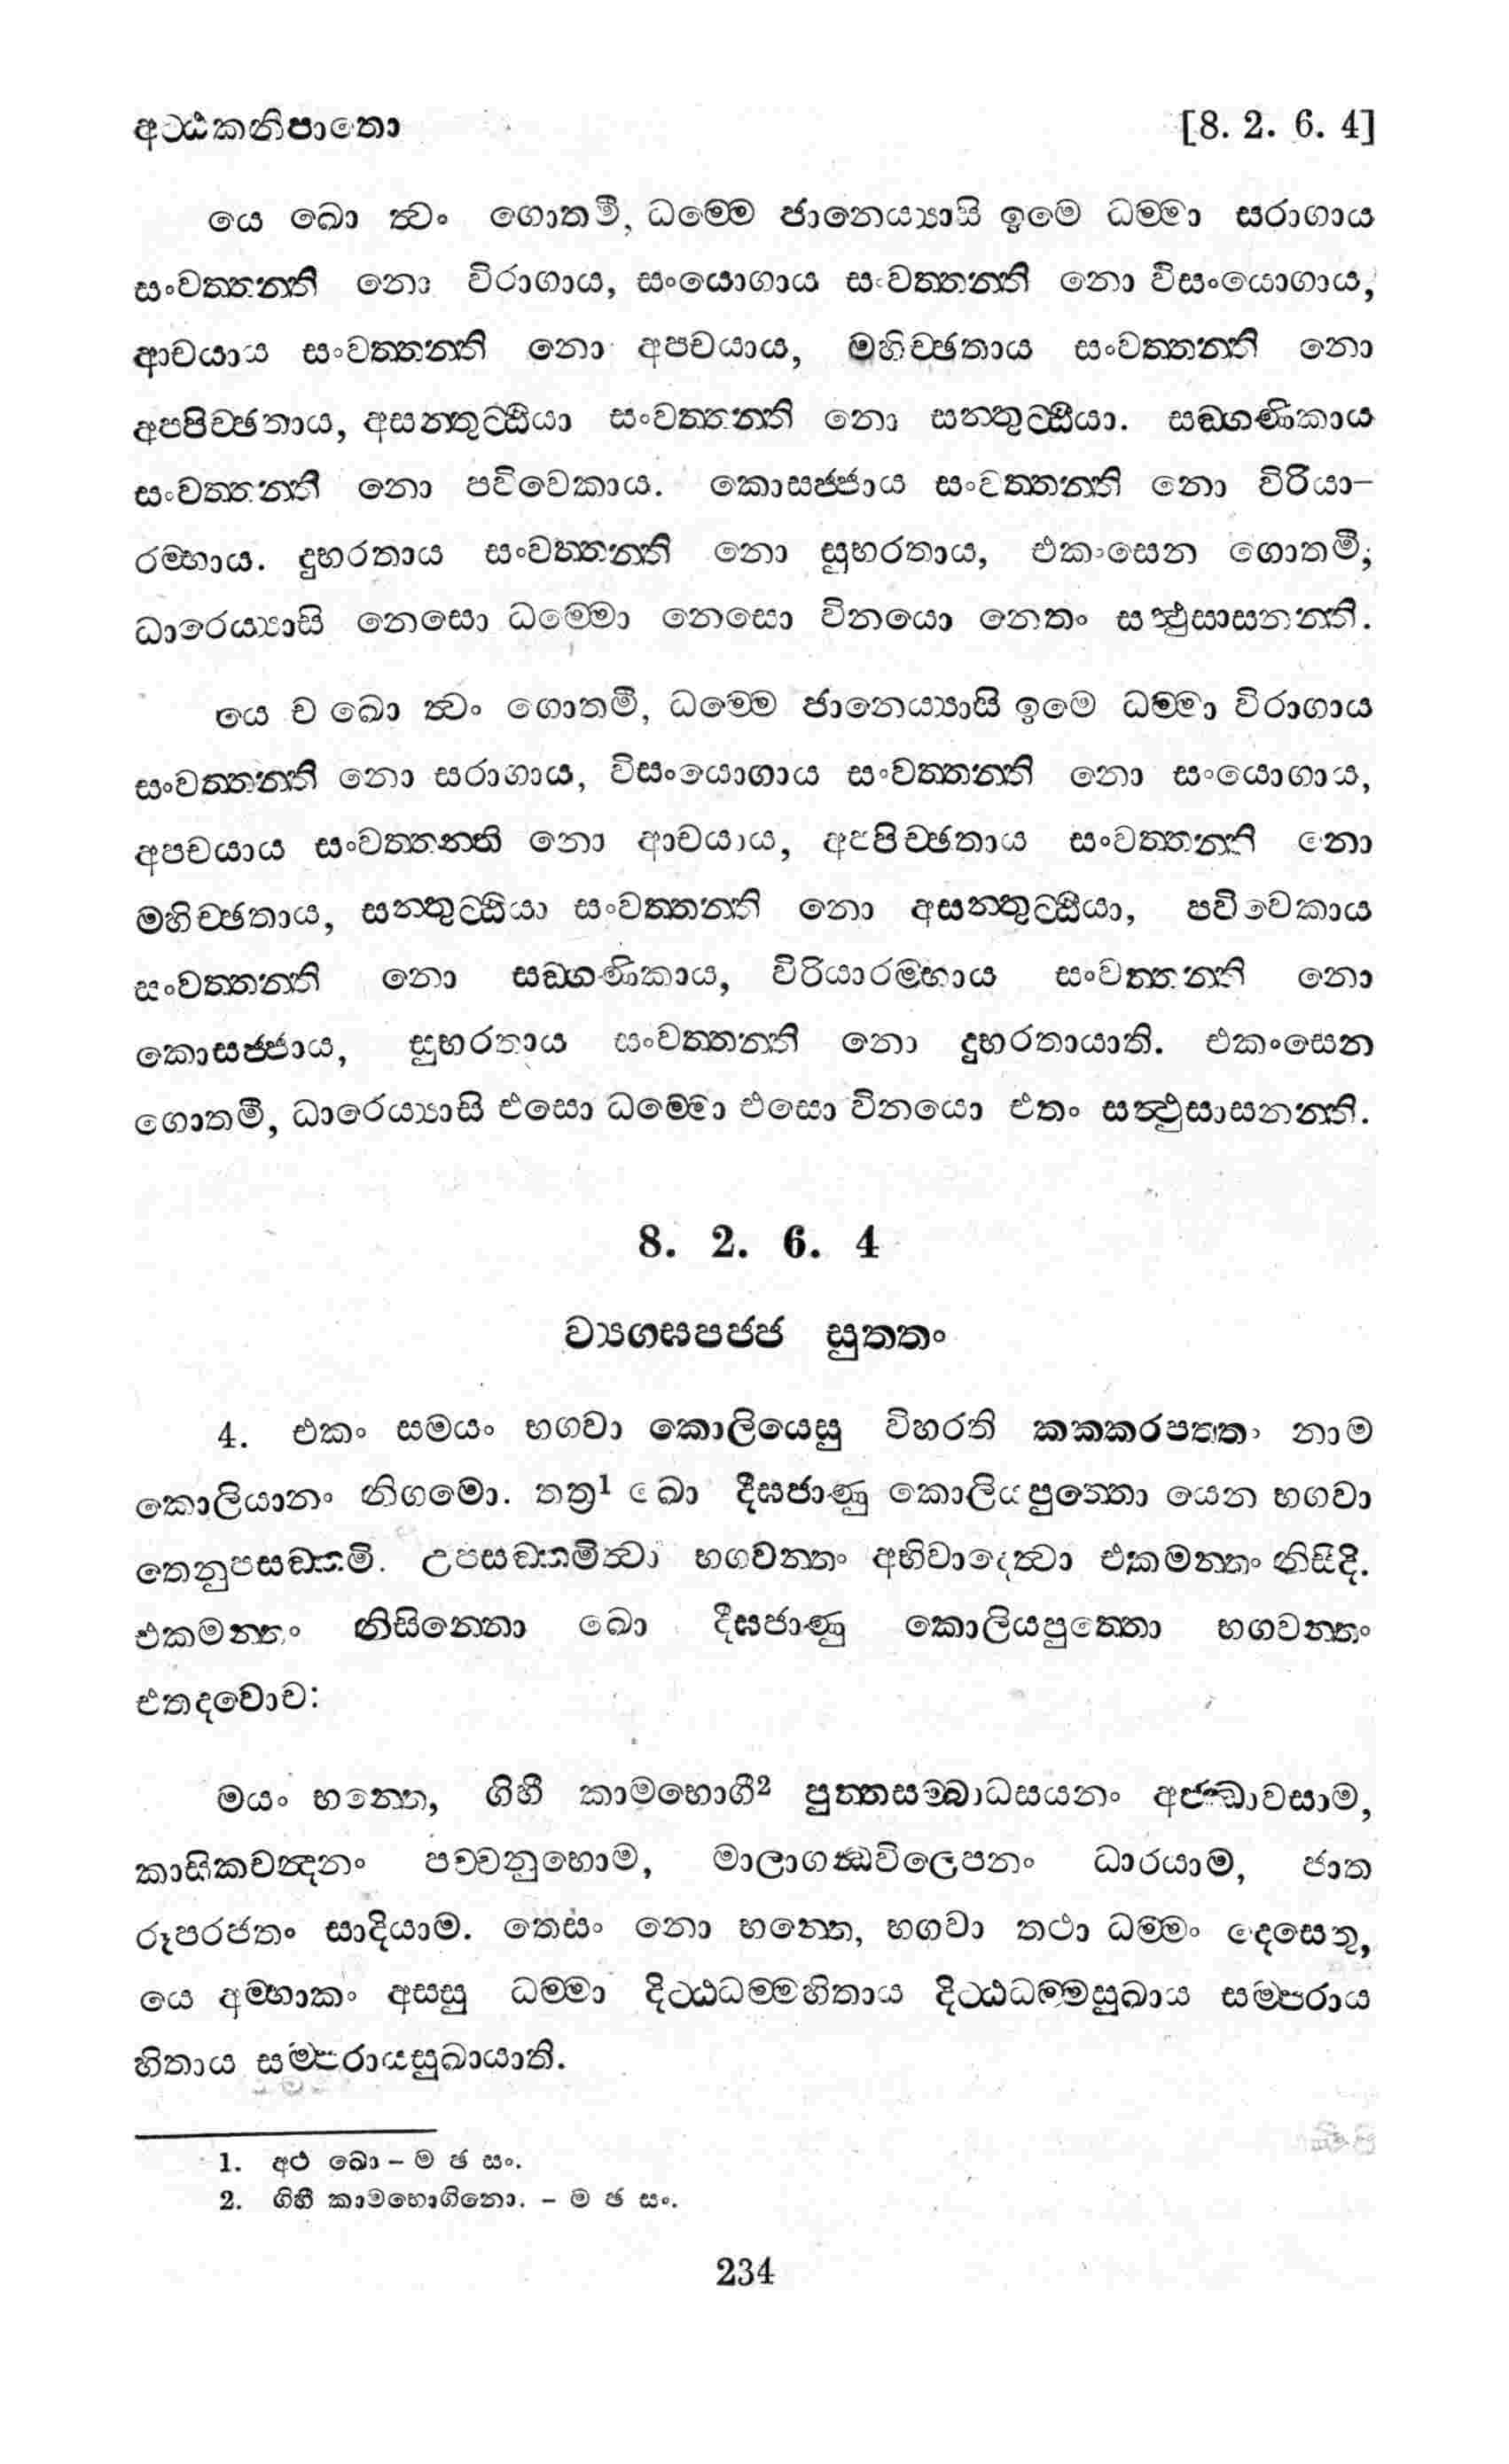 අට්ඨකනිපාතො [8. 2. 6. 4]
යෙ ඛො ත්වං ගොතමි, ධම්මෙ ජානෙය්‍යාසි ඉමෙ ධම්මා සරාගාය
සංවත්තන්ති නො විරාගාය, සංයොගාය සංවත්තන්ති නො විසංයොගාය,
ආචයාය සංවත්තන්ති නො අපචයාය, මහිච්ඡතාය සංවත්තන්ති නො
අප්පිච්ඡතාය, අසන්තුට්ඨියා සංවත්තන්ති නො සන්තුට්ඨියා. සඞ්ගණිකාය
සංවත්තන්ති නො පවිවෙකාය. කොසජ්ජාය සංවත්තන්ති නො විරියා-
රම්භාය. දුභරතාය සංවත්තන්ති නො සුභරතාය, එකංසෙන ගොතමි,
ධාරෙය්‍යාසි නෙසො ධම්මො නෙසො විනයො නෙතං සත්ථුසාසනන්ති.
යෙ ච ඛො ත්වං ගොතමි, ධම්මෙ ජානෙය්‍යාසි ඉමෙ ධම්මා විරාගාය
සංවත්තන්ති නො සරාගාය, විසංයොගාය සංවත්තන්ති නො සංයොගාය,
අපචයාය සංවත්තන්ති නො ආචයාය, අප්පිච්ඡතාය සංවත්තන්ති නො
මහිච්ඡතාය, සන්තුට්ඨියා සංවත්තන්ති නො අසන්තුට්ඨියා, පවිවෙකාය
සංවත්තන්ති නො සඞ්ගණිකාය, විරියාරම්භාය සංවත්තන්ති නො
කොසජ්ජාය, සුභරතාය සංවත්තන්ති නො දුභරතායාති. එකංසෙන
ගොතමී, ධාරෙය්‍යාසි එසො ධම්මො එසො විනයො එතං සත්ථුසාසනන්ති.
8. 2. 6. 4
ව්‍යග්ඝපජ්ජ සුත්තං
4. එකං සමයං භගවා කොලියෙසු විහරති කක්කරපත්තං නාම
කොලියානං නිගමො. තත්‍ර1 ඛො දීඝජාණු කොලියපුත්තො යෙන භගවා
තෙනුපසඞ්කමි. උපසඞ්කමිත්වා භගවන්තං අභිවාදෙත්වා එකමන්තං නිසීදි.
එකමන්තං නිසින්නො ඛො දීඝජාණු කොලියපුත්තො භගවන්තං
එතදවොච:
මයං භන්තෙ, ගිහී කාමභොගී2 පුත්තසම්බාධසයනං අජ්ඣාවසාම,
කාසිකචන්දනං පච්චනුභොම, මාලාගන්ධවිලෙපනං ධාරයාම, ජාත
රූපරජතං සාදියාම. තෙසං නො භන්තෙ, භගවා තථා ධම්මං දෙසෙතු,
යෙ අම්හාකං අස්සු ධම්මා දිට්ඨධම්මහිතාය දිට්ඨධම්මසුඛාය සම්පරාය
හිතාය සම්පරායසුඛායාති.
1. අථ ඛො – ම ඡ සං.
2. ගිහී කාමභොගිනො. – ම ඡ සං.
234